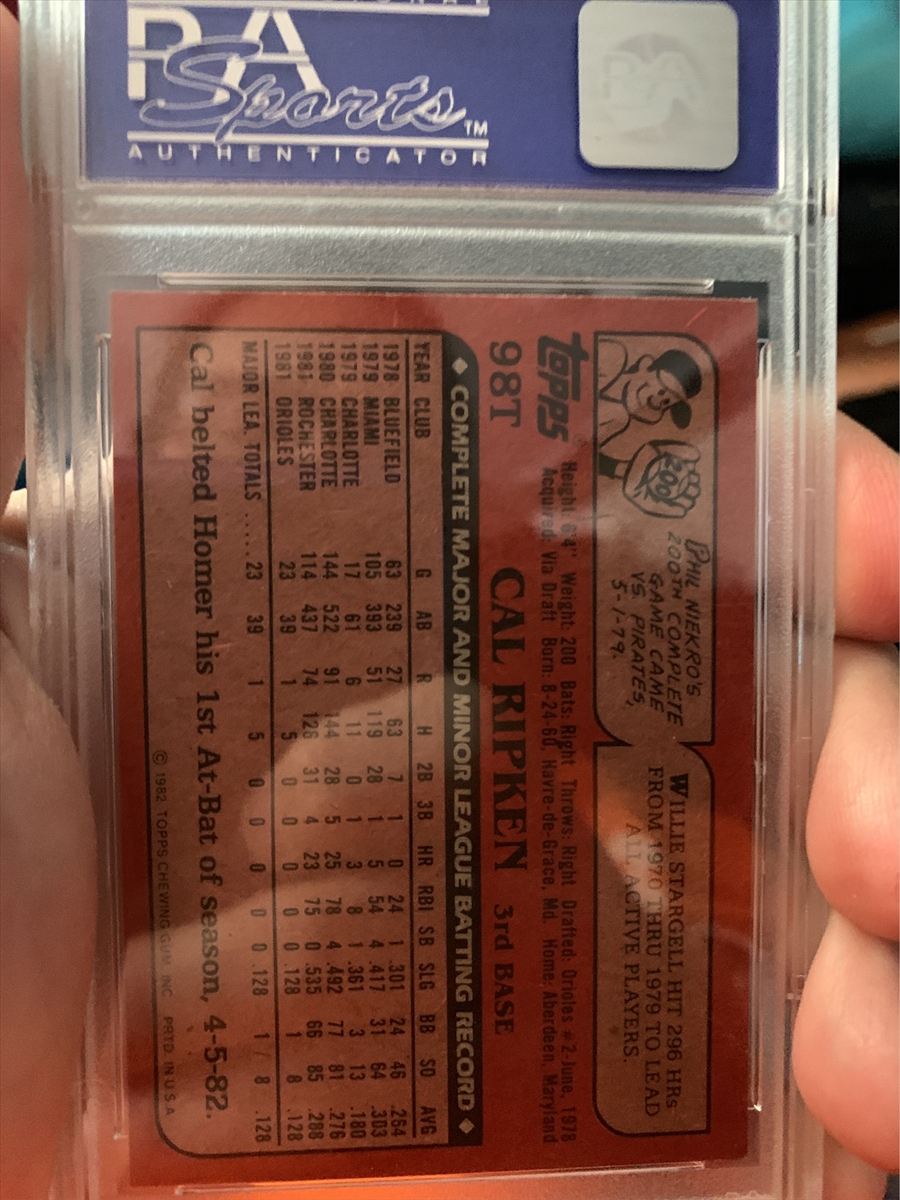 PSA
Sports™
AUTHENTICATOR
200
PHIL NIEKRO'S
200TH COMPLETE
GAME CAME
VS. PIRATES,
5-1-79.
WILLIE STARGELL HIT 296 HRs
FROM 1970 THRU 1979 TO LEAD
ALL ACTIVE PLAYERS.
topps
98T
CAL RIPKEN 3rd BASE
Height: 6'4" Weight: 200 Bats: Right Throws: Right Drafted: Orioles #2-June, 1978
Acquired: Via Draft Born: 8-24-60, Havre-de-Grace, Md. Home: Aberdeen, Maryland
◆ COMPLETE MAJOR AND MINOR LEAGUE BATTING RECORD ◆
YEAR CLUB G AB R H 2B 3B HR RBI SB SLG BB SO AVG
1978 BLUEFIELD 63 239 27 63 7 1 0 24 1 .301 24 46 .264
1979 MIAMI 105 393 51 119 28 1 5 54 4 .417 31 64 .303
1979 CHARLOTTE 17 61 6 11 0 1 3 8 1 .361 3 13 .180
1980 CHARLOTTE 144 522 91 144 28 5 25 78 4 .492 77 81 .276
1981 ROCHESTER 114 437 74 126 31 4 23 75 0 .535 66 85 .288
1981 ORIOLES 23 39 1 5 0 0 0 0 0 .128 1 8 .128
MAJOR LEA. TOTALS ..... 23 39 1 5 0 0 0 0 0 .128 1 8 .128
Cal belted Homer his 1st At-Bat of season, 4-5-82.
© 1982 TOPPS CHEWING GUM, INC. PRTD. IN U.S.A.